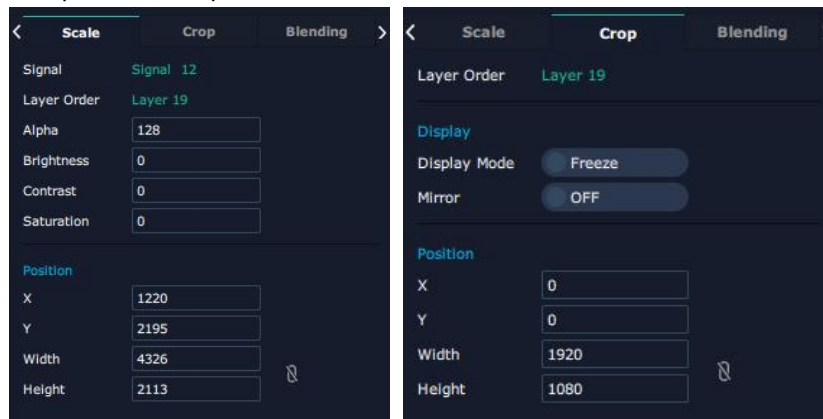 Scale Crop Blending
Signal Signal 12
Layer Order Layer 19
Alpha 128
Brightness 0
Contrast 0
Saturation 0
Position
X 1220
Y 2195
Width 4326
Height 2113
Scale Crop Blending
Layer Order Layer 19
Display
Display Mode Freeze
Mirror OFF
Position
X 0
Y 0
Width 1920
Height 1080